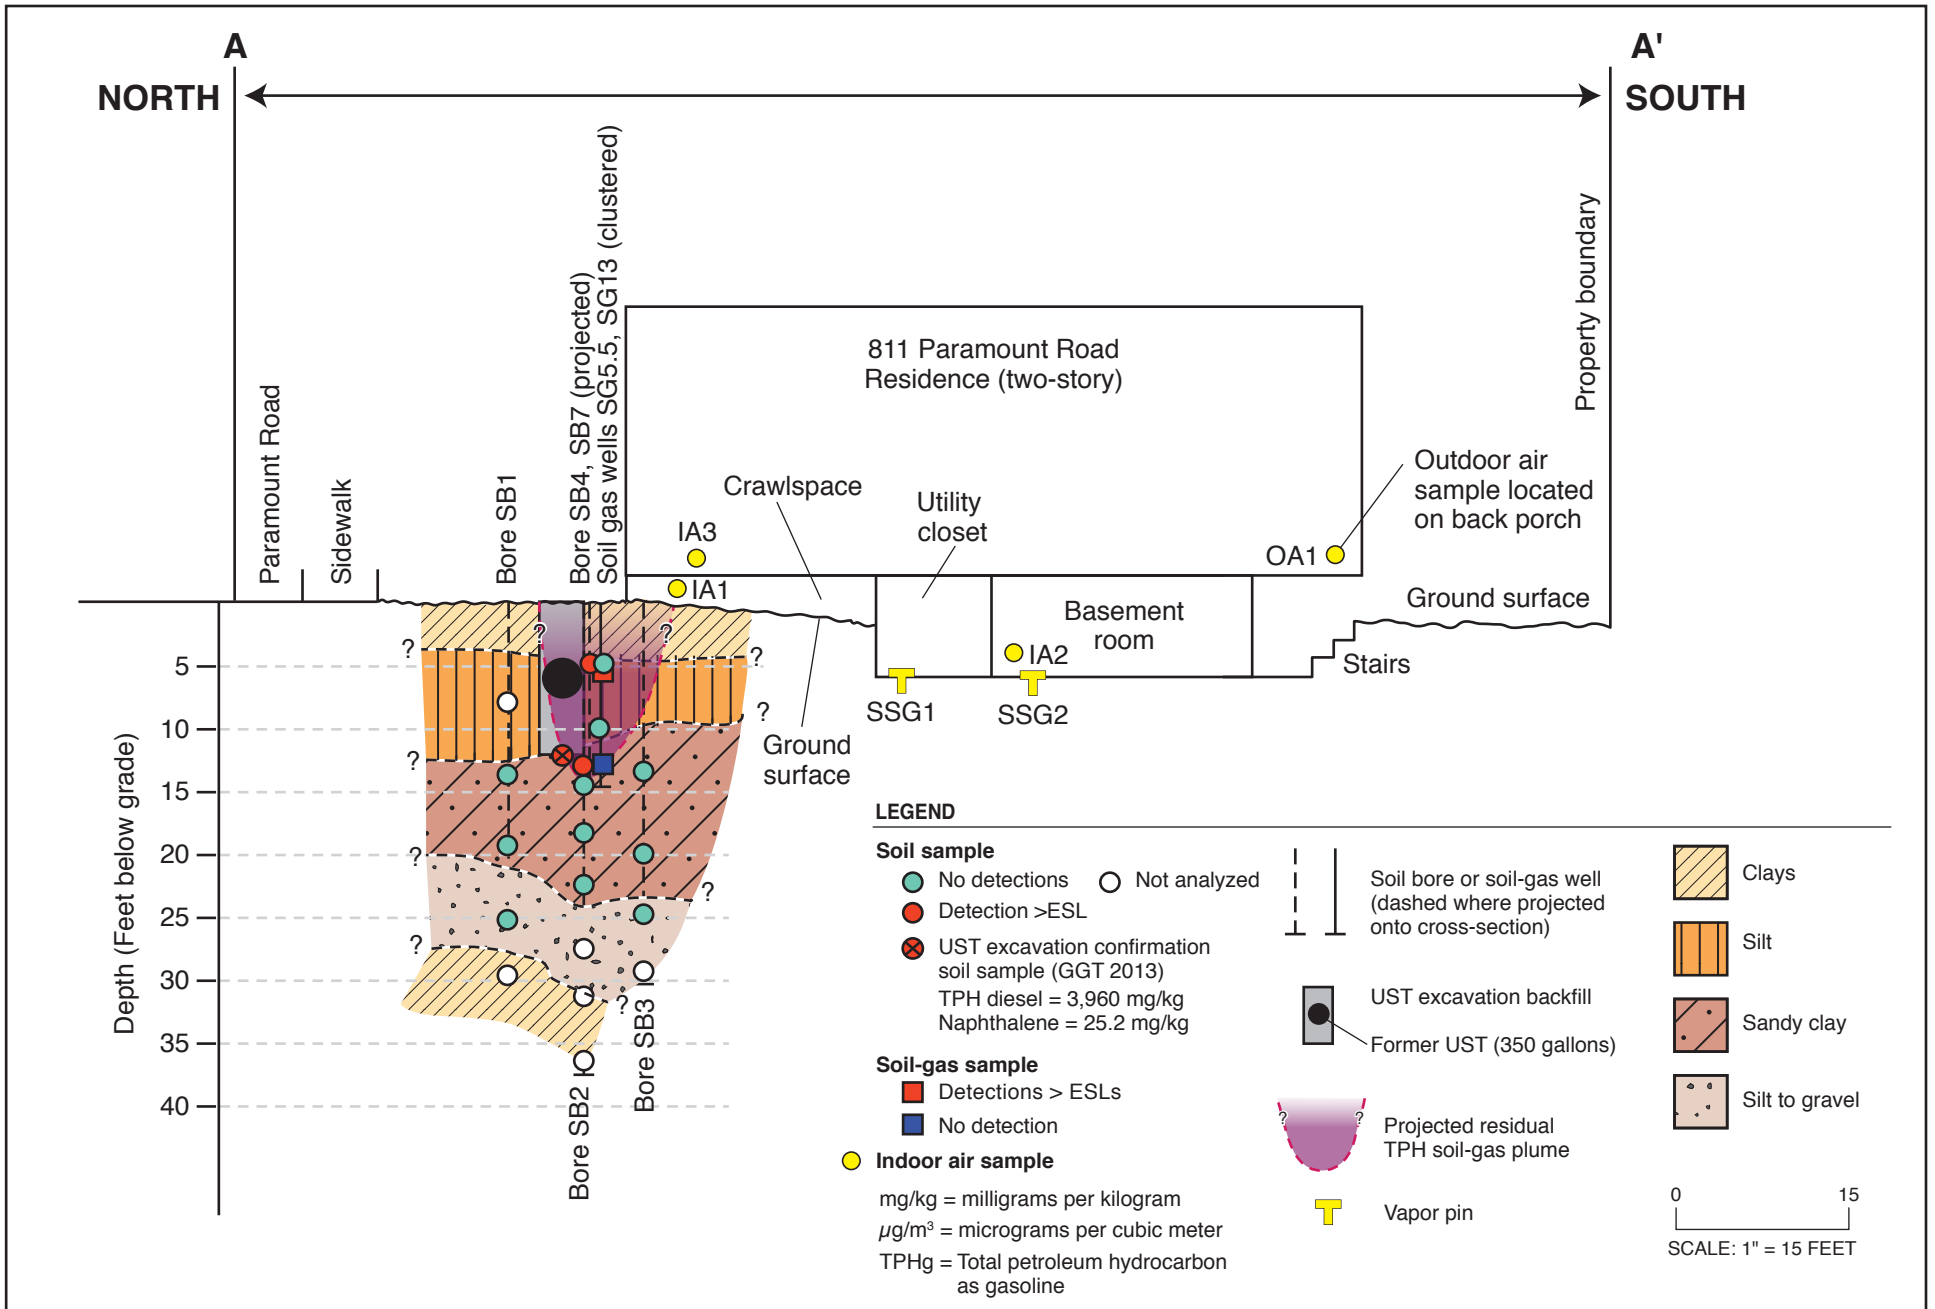 A
A'
NORTH
SOUTH
Paramount Road
Sidewalk
Bore SB1
Bore SB4, SB7 (projected)
Soil gas wells SG5.5, SG13 (clustered)
811 Paramount Road
Residence (two-story)
Property boundary
Crawlspace
Utility
closet
Outdoor air
sample located
on back porch
IA3
IA1
OA1
Basement
room
IA2
Ground surface
Stairs
SSG1
SSG2
Ground
surface
Depth (Feet below grade)
5
10
15
20
25
30
35
40
?
?
?
?
?
?
?
?
?
?
Bore SB2
Bore SB3
LEGEND
Soil sample
No detections
Not analyzed
Detection >ESL
UST excavation confirmation
soil sample (GGT 2013)
TPH diesel = 3,960 mg/kg
Naphthalene = 25.2 mg/kg
Soil-gas sample
Detections > ESLs
No detection
Indoor air sample
mg/kg = milligrams per kilogram
µg/m³ = micrograms per cubic meter
TPHg = Total petroleum hydrocarbon
as gasoline
Soil bore or soil-gas well
(dashed where projected
onto cross-section)
UST excavation backfill
Former UST (350 gallons)
? ?
Projected residual
TPH soil-gas plume
Vapor pin
Clays
Silt
Sandy clay
Silt to gravel
0 15
SCALE: 1" = 15 FEET